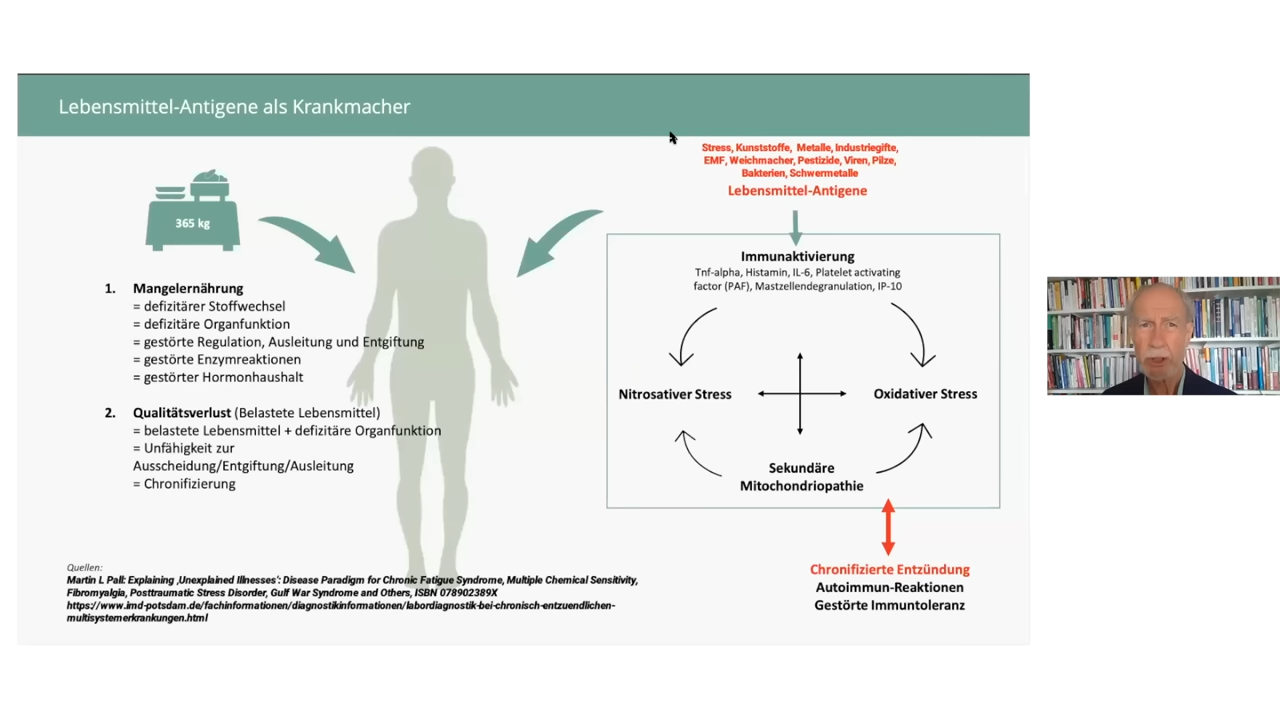 Lebensmittel-Antigene als Krankmacher
365 kg
1. Mangelernährung
= defizitärer Stoffwechsel
= defizitäre Organfunktion
= gestörte Regulation, Ausleitung und Entgiftung
= gestörte Enzymreaktionen
= gestörter Hormonhaushalt
2. Qualitätsverlust (Belastete Lebensmittel)
= belastete Lebensmittel + defizitäre Organfunktion
= Unfähigkeit zur
Ausscheidung/Entgiftung/Ausleitung
= Chronifizierung
Stress, Kunststoffe, Metalle, Industriegifte,
EMF, Weichmacher, Pestizide, Viren, Pilze,
Bakterien, Schwermetalle
Lebensmittel-Antigene
Immunaktivierung
Tnf-alpha, Histamin, IL-6, Platelet activating
factor (PAF), Mastzellendegranulation, IP-10
Nitrosativer Stress
Oxidativer Stress
Sekundäre
Mitochondriopathie
Chronifizierte Entzündung
Autoimmun-Reaktionen
Gestörte Immuntoleranz
Quellen:
Martin L Pall: Explaining ‚Unexplained Illnesses': Disease Paradigm for Chronic Fatigue Syndrome, Multiple Chemical Sensitivity,
Fibromyalgia, Posttraumatic Stress Disorder, Gulf War Syndrome and Others, ISBN 078902389X
https://www.imd-potsdam.de/fachinformationen/diagnostikinformationen/labordiagnostik-bei-chronisch-entzuendlichen-
multisystemerkrankungen.html